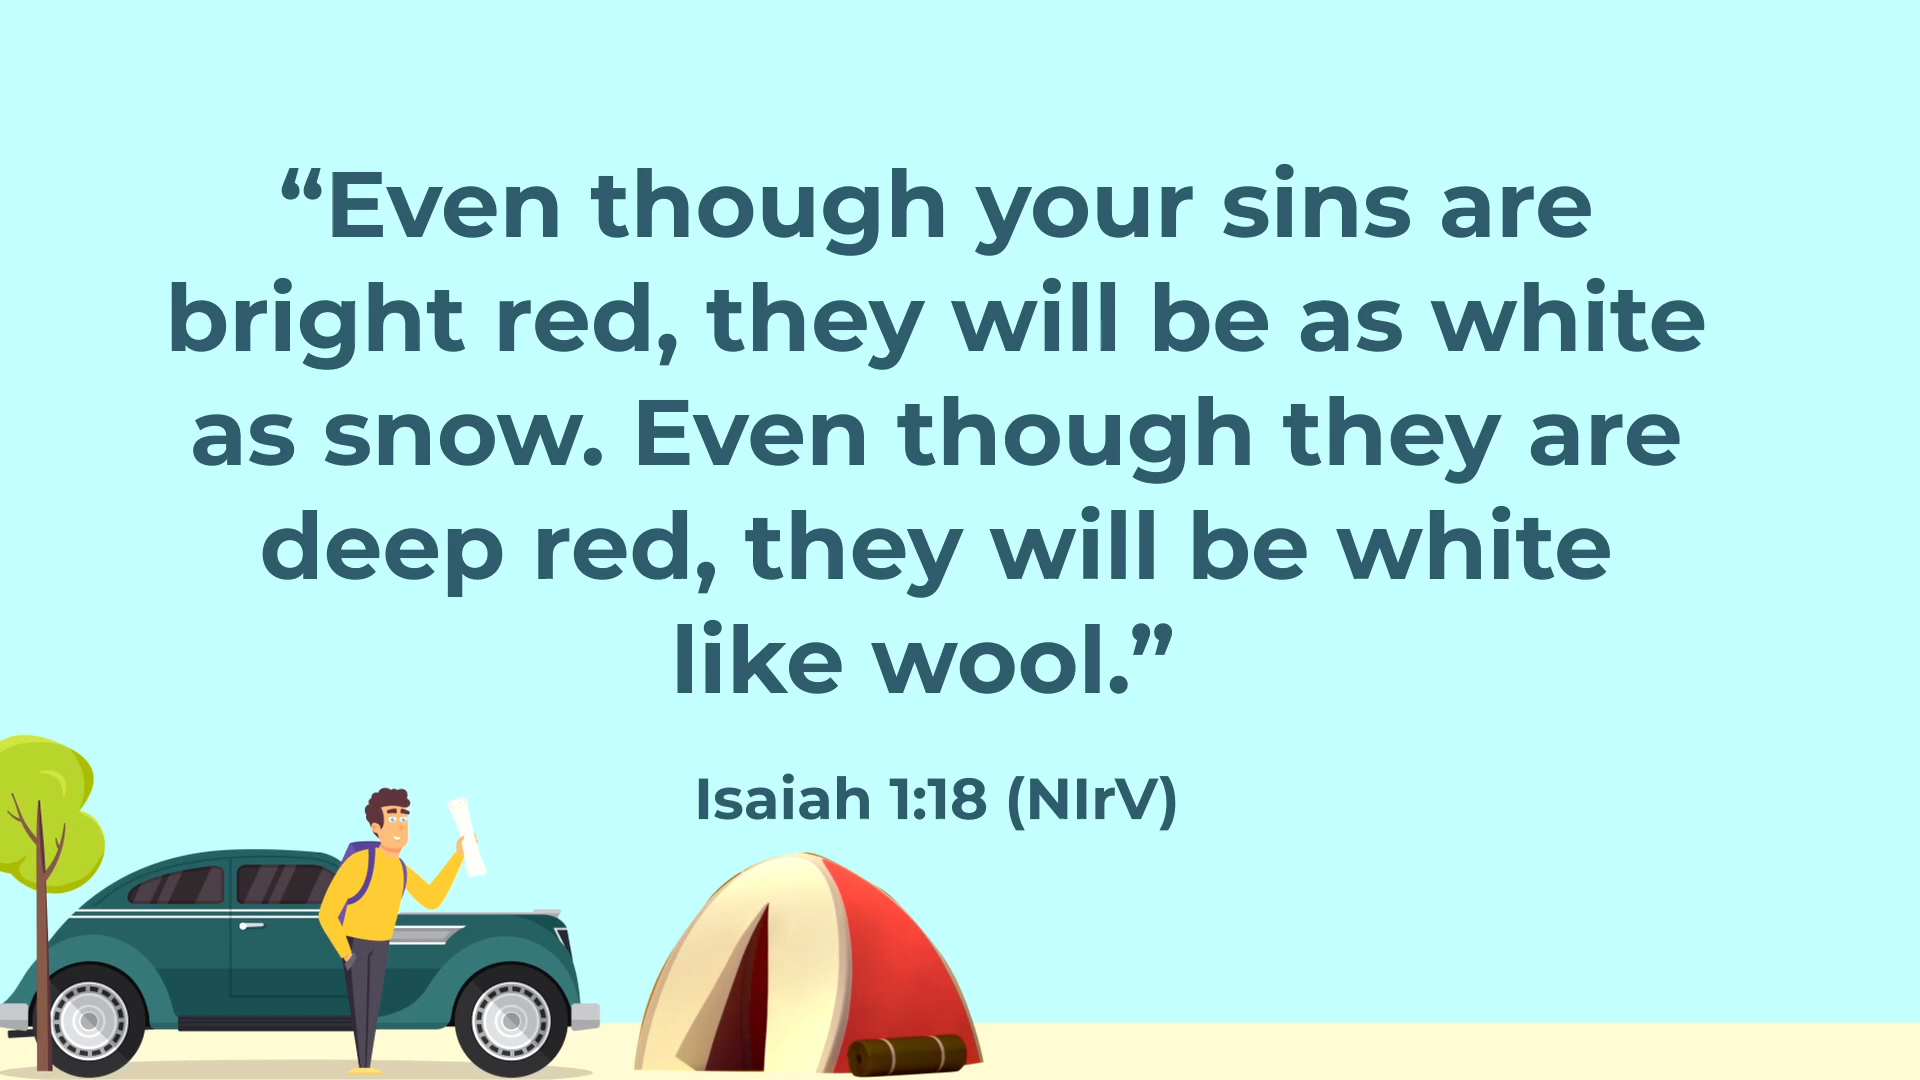 “Even though your sins are
bright red, they will be as white
as snow. Even though they are
deep red, they will be white
like wool.”
Isaiah 1:18 (NIrV)